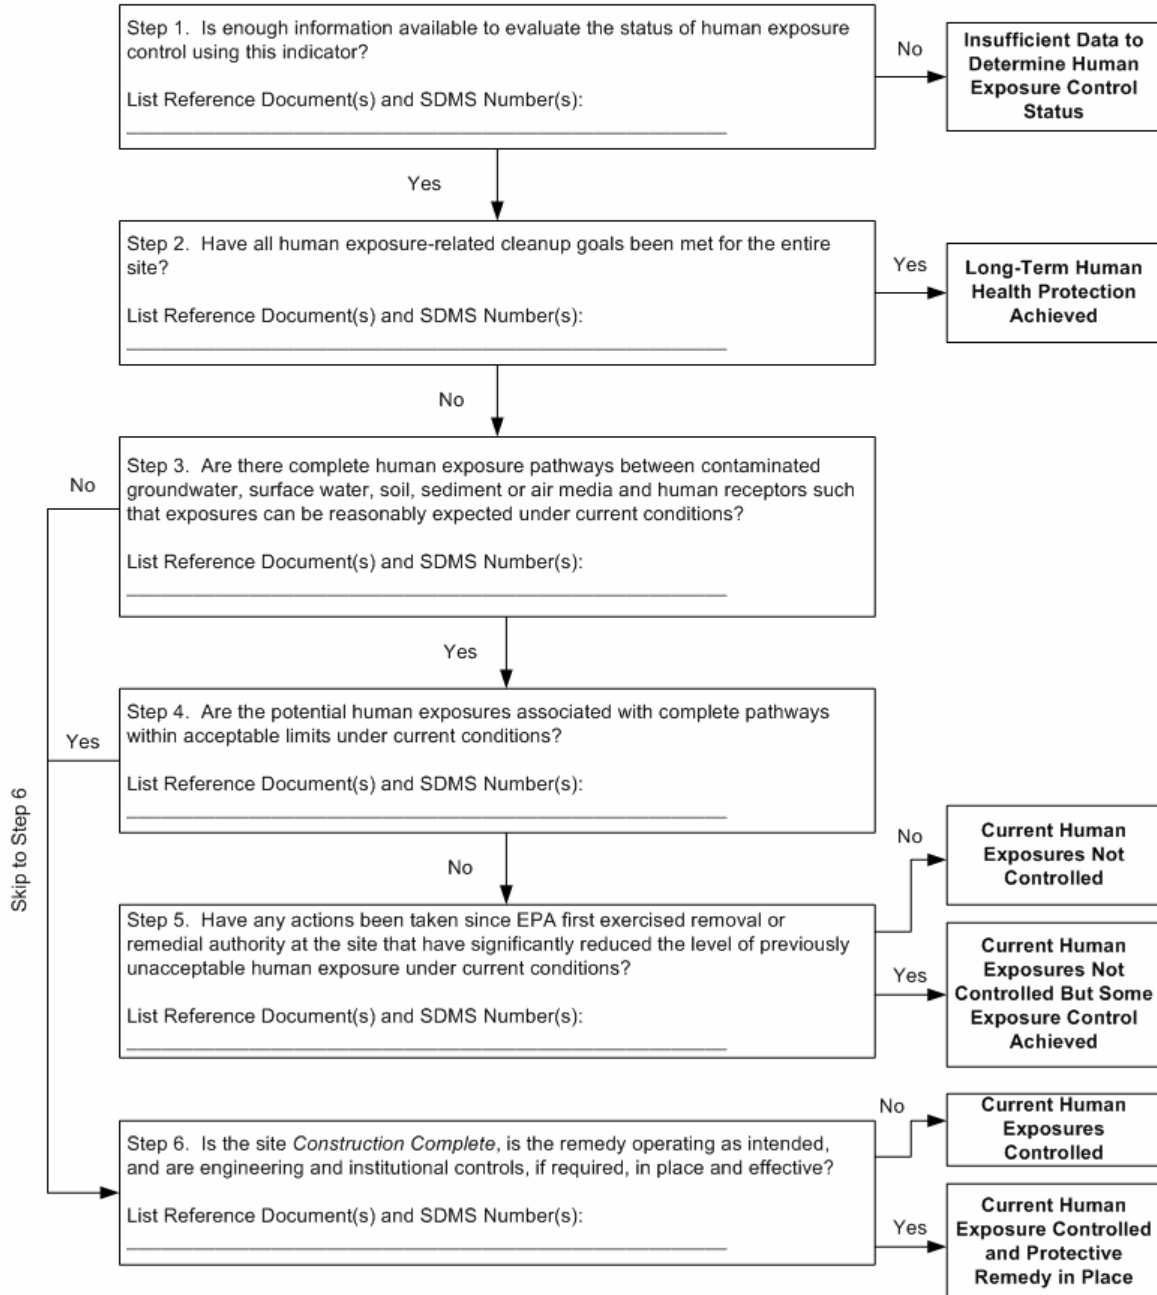 Step 1.  Is enough information available to evaluate the status of human exposure
control using this indicator?
List Reference Document(s) and SDMS Number(s):
No
Insufficient Data to
Determine Human
Exposure Control
Status
Yes
Step 2.  Have all human exposure-related cleanup goals been met for the entire
site?
List Reference Document(s) and SDMS Number(s):
Yes
Long-Term Human
Health Protection
Achieved
No
Step 3.  Are there complete human exposure pathways between contaminated
groundwater, surface water, soil, sediment or air media and human receptors such
that exposures can be reasonably expected under current conditions?
List Reference Document(s) and SDMS Number(s):
No
Yes
Step 4.  Are the potential human exposures associated with complete pathways
within acceptable limits under current conditions?
List Reference Document(s) and SDMS Number(s):
Yes
Skip to Step 6
No
Step 5.  Have any actions been taken since EPA first exercised removal or
remedial authority at the site that have significantly reduced the level of previously
unacceptable human exposure under current conditions?
List Reference Document(s) and SDMS Number(s):
No
Current Human
Exposures Not
Controlled
Yes
Current Human
Exposures Not
Controlled But Some
Exposure Control
Achieved
Step 6.  Is the site Construction Complete, is the remedy operating as intended,
and are engineering and institutional controls, if required, in place and effective?
List Reference Document(s) and SDMS Number(s):
No
Current Human
Exposures
Controlled
Yes
Current Human
Exposure Controlled
and Protective
Remedy in Place